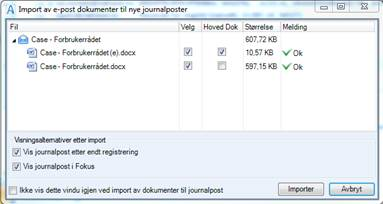 Import av e-post dokumenter til nye journalposter
Fil Velg Hoved Dok Størrelse Melding
Case - Forbrukerrådet 607,72 KB
Case - Forbrukerrådet (e).docx 10,57 KB Ok
Case - Forbrukerrådet.docx 597,15 KB Ok
Visningsalternativer etter import
Vis journalpost etter endt registrering
Vis journalpost i Fokus
Ikke vis dette vindu igjen ved import av dokumenter til journalpost Importer Avbryt